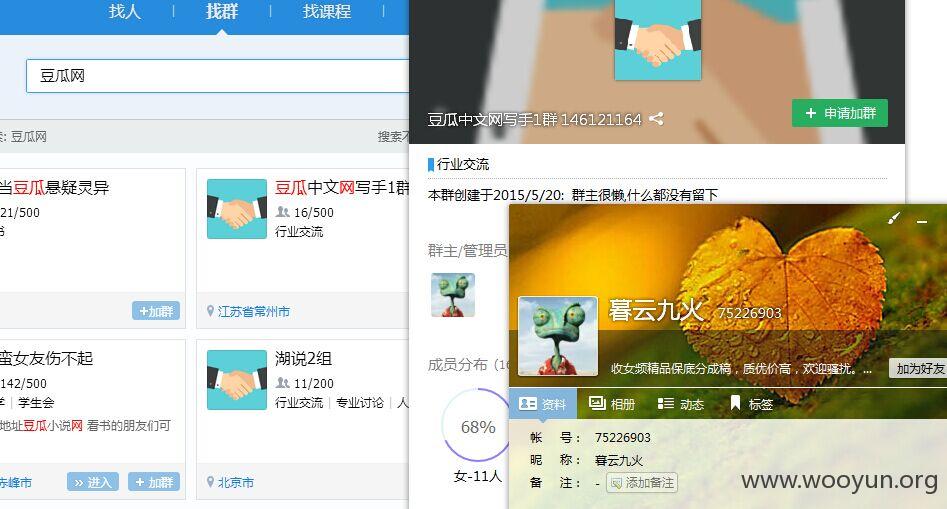 找人 | 找群 | 找课程 |
豆瓜网
: 豆瓜网
搜索不
当豆瓜悬疑灵异
21/500
书
+加群
豆瓜中文网写手1群
16/500
行业交流
江苏省常州市
蛮女友伤不起
142/500
学 | 学生会
地址豆瓜小说网 看书的朋友们可
赤峰市
» 进入
+ 加群
湖说2组
11/200
行业交流 | 专业讨论 | 人
北京市
豆瓜中文网写手1群 146121164
+ 申请加群
行业交流
本群创建于2015/5/20: 群主很懒,什么都没有留下
群主/管理员
成员分布 (16
68%
女-11人
暮云九火 75226903
收女频精品保底分成稿，质优价高，欢迎骚扰。...
加为好友
资料 相册 动态 标签
帐 号： 75226903
昵 称： 暮云九火
备 注： - 添加备注
www.wooyun.org